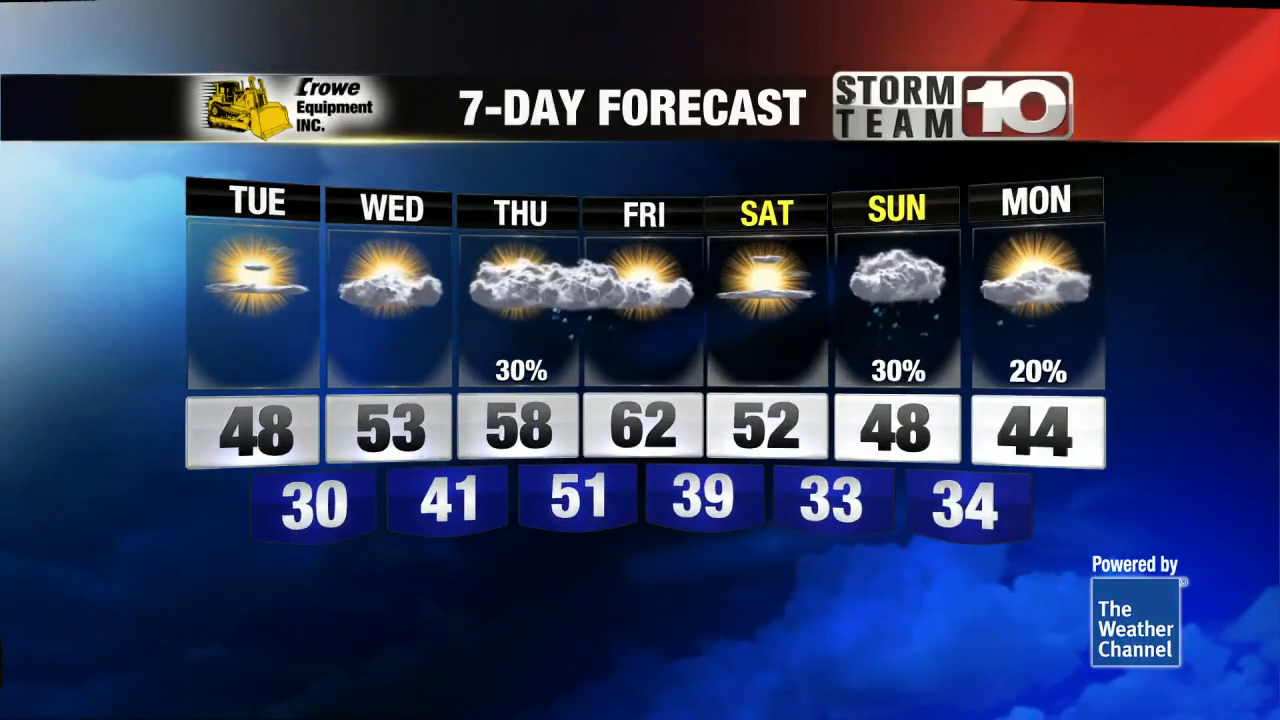 Crowe
Equipment
INC.
7-DAY FORECAST
STORM
TEAM
10
TUE WED THU FRI SAT SUN MON
30% 30% 20%
48 53 58 62 52 48 44
30 41 51 39 33 34
Powered by
The
Weather
Channel
®